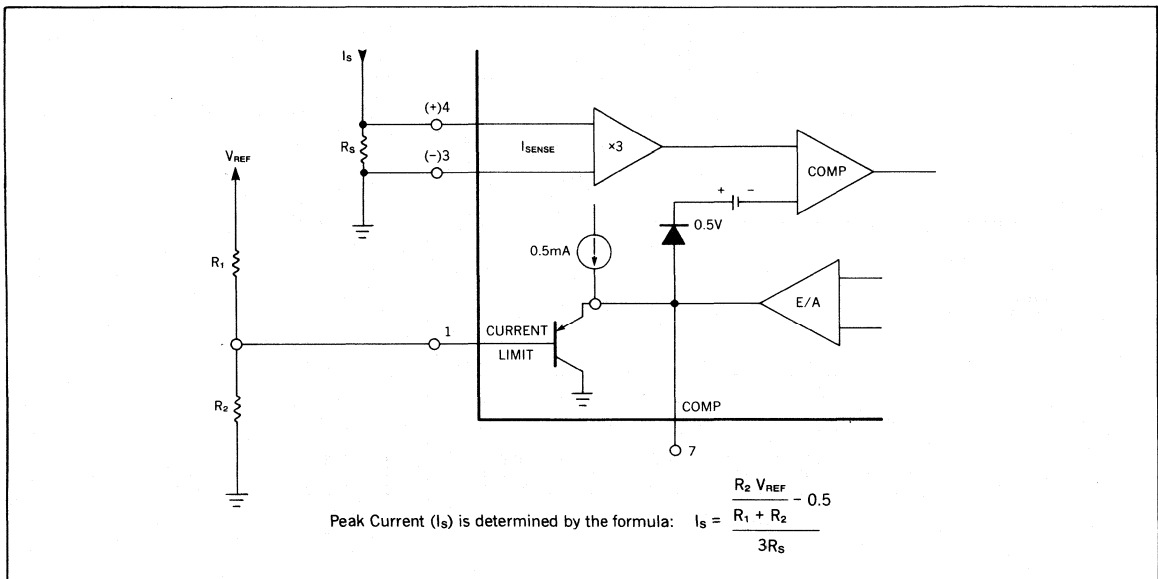 Is
(+)4
Rs
(-)3
ISENSE
×3
VREF
COMP
+ -
0.5V
0.5mA
R1
E/A
1
CURRENT
LIMIT
R2
COMP
7
Peak Current (Is) is determined by the formula: Is = 
R2 VREF
R1 + R2
- 0.5
3Rs